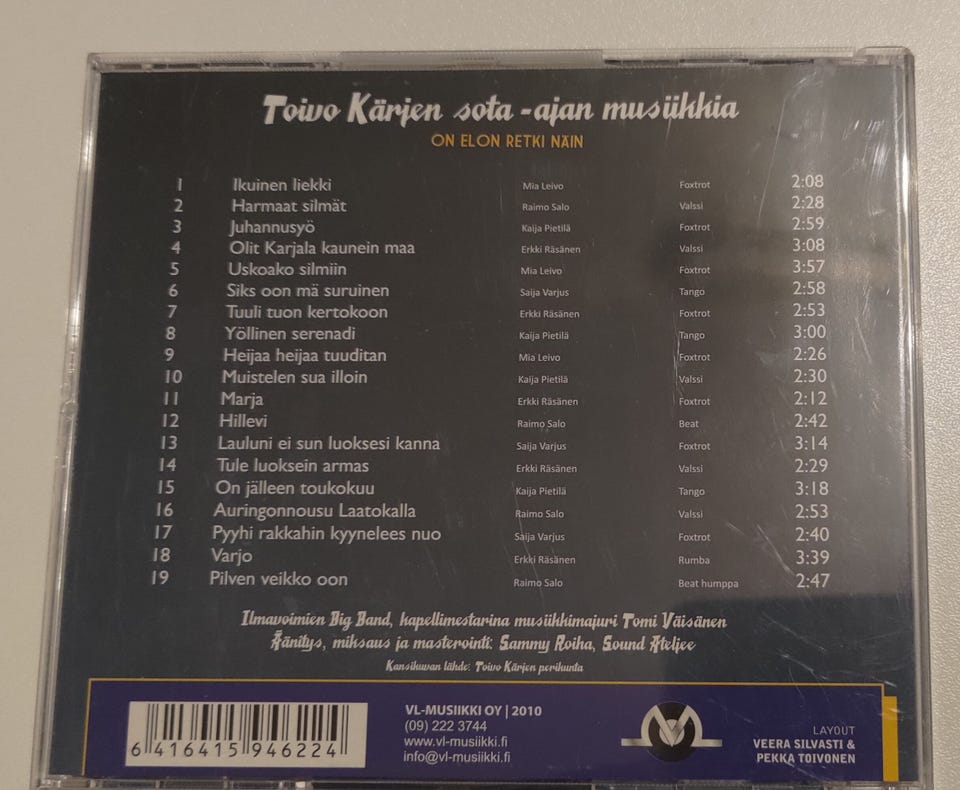 Toivo Kärjen sota-ajan musiikkia
ON ELON RETKI NÄIN
1 Ikuinen liekki Mia Leivo Foxtrot 2:08
2 Harmaat silmät Raimo Salo Valssi 2:28
3 Juhannusyö Kaija Pietilä Foxtrot 2:59
4 Olit Karjala kaunein maa Erkki Räsänen Valssi 3:08
5 Uskoako silmiin Mia Leivo Foxtrot 3:57
6 Siks oon mä suruinen Saija Varjus Tango 2:58
7 Tuuli tuon kertokoon Erkki Räsänen Foxtrot 2:53
8 Yöllinen serenadi Kaija Pietilä Tango 3:00
9 Heijaa heijaa tuuditan Mia Leivo Foxtrot 2:26
10 Muistelen sua illoin Kaija Pietilä Valssi 2:30
11 Marja Erkki Räsänen Foxtrot 2:12
12 Hillevi Raimo Salo Beat 2:42
13 Lauluni ei sun luoksesi kanna Saija Varjus Foxtrot 3:14
14 Tule luoksein armas Erkki Räsänen Valssi 2:29
15 On jälleen toukokuu Kaija Pietilä Tango 3:18
16 Auringonnousu Laatokalla Raimo Salo Valssi 2:53
17 Pyyhi rakkahin kyynelees nuo Saija Varjus Foxtrot 2:40
18 Varjo Erkki Räsänen Rumba 3:39
19 Pilven veikko oon Raimo Salo Beat humppa 2:47
Ilmavoimien Big Band, kapellimestarina musiikkimajuri Tomi Väisänen
Äänitys, miksaus ja masterointi: Sammy Roiha, Sound Ateljee
Kansikuvan lähde: Toivo Kärjen perikunta
VL-MUSIIKKI OY | 2010
(09) 222 3744
www.vl-musiikki.fi
info@vl-musiikki.fi
6 416415 946224
LAYOUT
VEERA SILVASTI &
PEKKA TOIVONEN